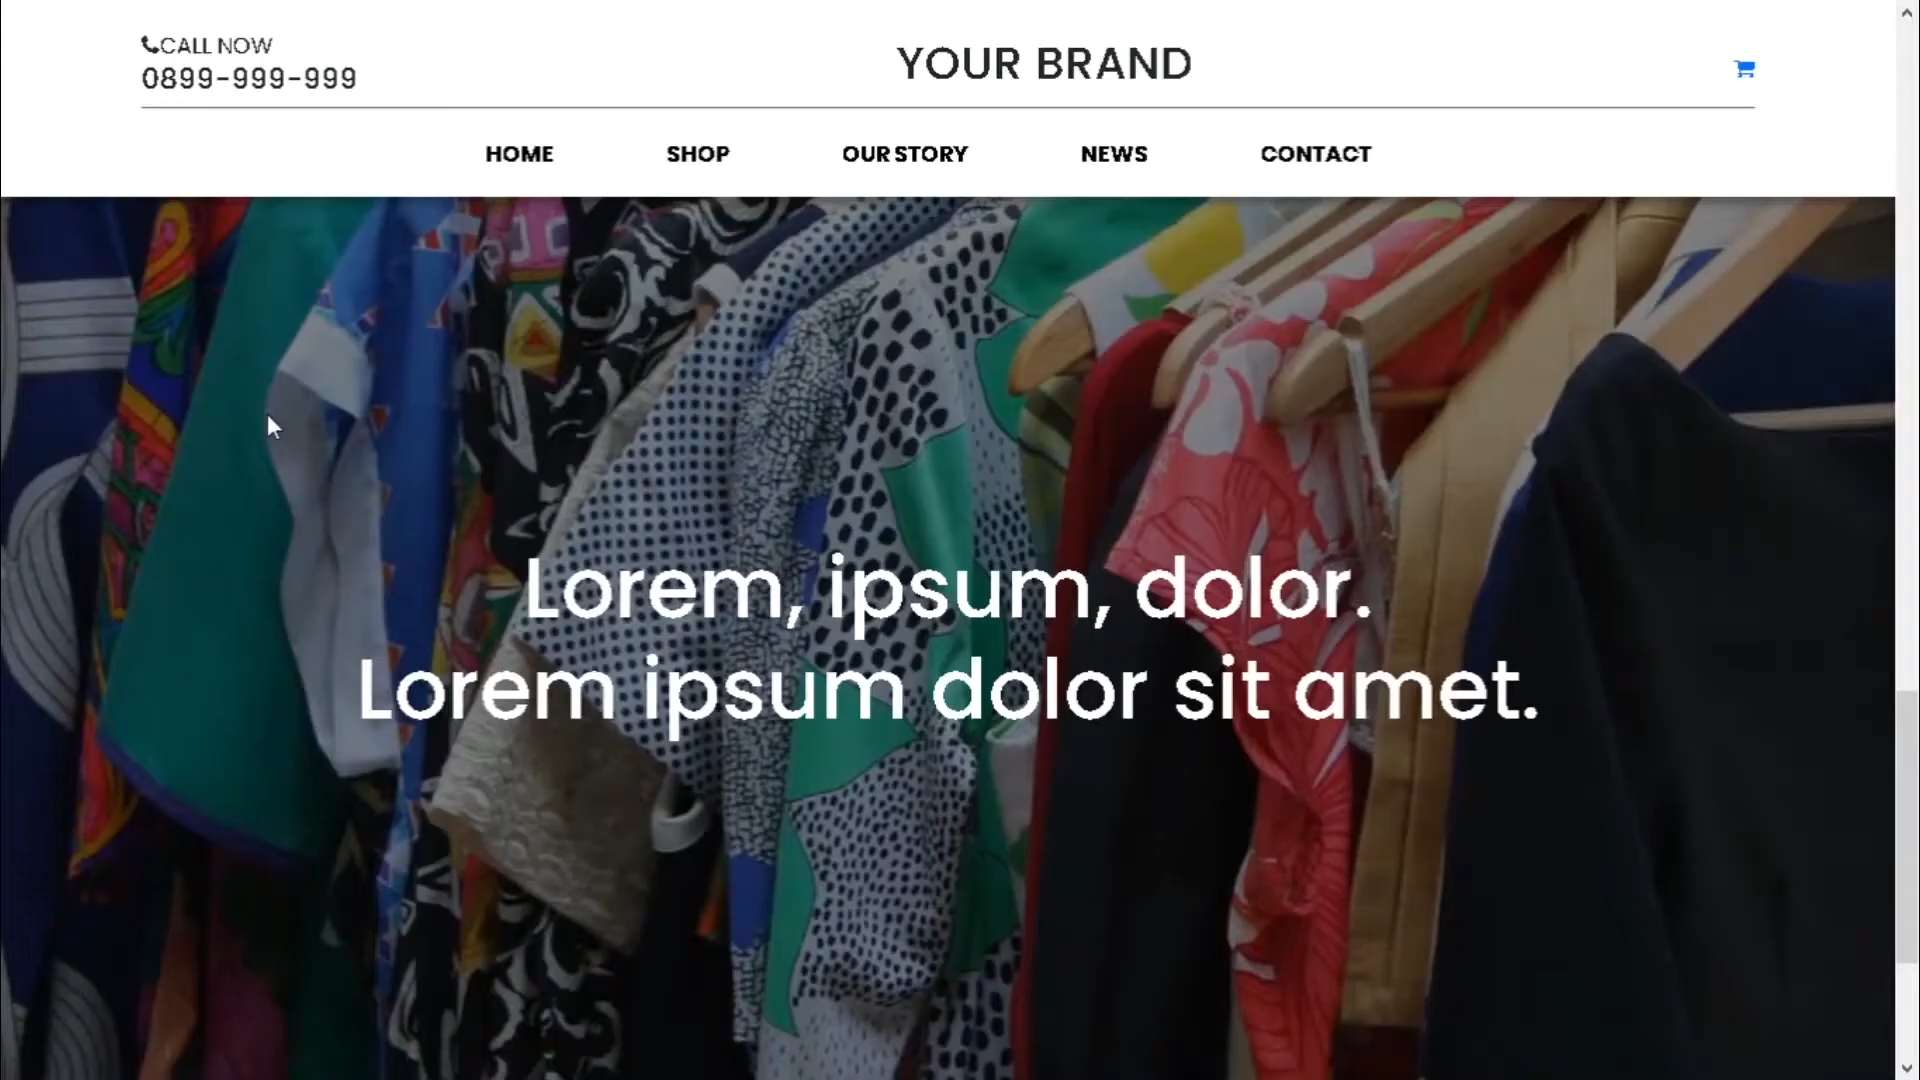 CALL NOW
0899-999-999
YOUR BRAND
HOME SHOP OUR STORY NEWS CONTACT
Lorem, ipsum, dolor.
Lorem ipsum dolor sit amet.